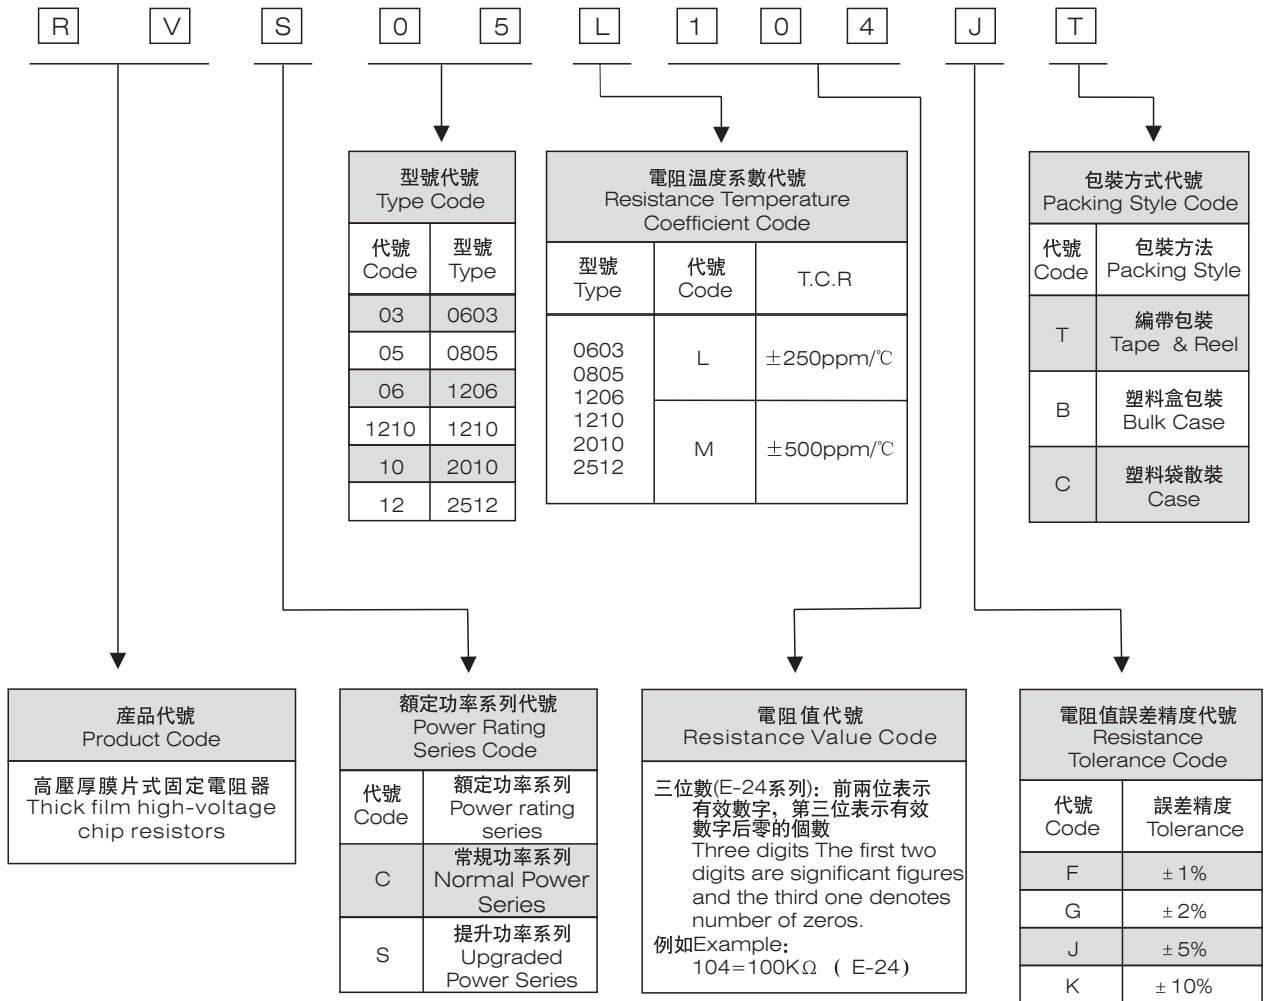 R V S 0 5 L 1 0 4 J T
型號代號
Type Code
代號 型號
Code Type
03 0603
05 0805
06 1206
1210 1210
10 2010
12 2512
電阻温度系數代號
Resistance Temperature
Coefficient Code
型號 代號 T.C.R
Type Code
0603
0805
1206
1210
2010
2512
L ±250ppm/℃
M ±500ppm/℃
包裝方式代號
Packing Style Code
代號 包裝方法
Code Packing Style
T 編帶包裝
Tape & Reel
B 塑料盒包裝
Bulk Case
C 塑料袋散裝
Case
産品代號
Product Code
高壓厚膜片式固定電阻器
Thick film high-voltage
chip resistors
額定功率系列代號
Power Rating
Series Code
代號 額定功率系列
Code Power rating
series
C 常規功率系列
Normal Power
Series
S 提升功率系列
Upgraded
Power Series
電阻值代號
Resistance Value Code
三位數(E-24系列)：前兩位表示
有效數字，第三位表示有效
數字后零的個數
Three digits The first two
digits are significant figures
and the third one denotes
number of zeros.
例如Example：
104=100KΩ ( E-24)
電阻值誤差精度代號
Resistance
Tolerance Code
代號 誤差精度
Code Tolerance
F ±1%
G ±2%
J ±5%
K ±10%